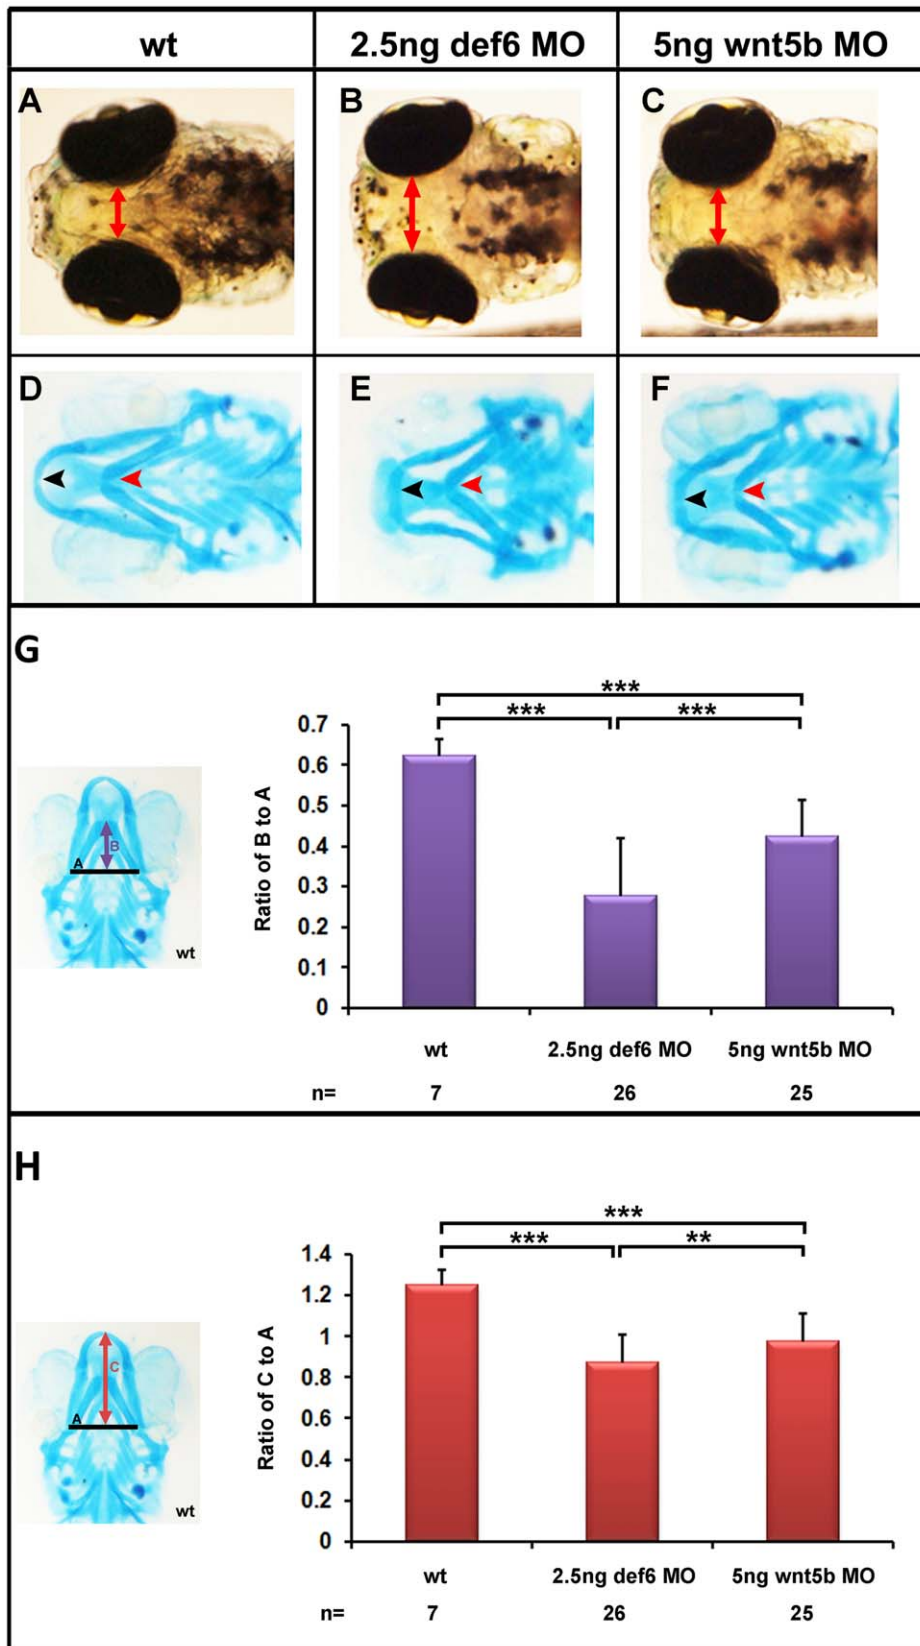 wt 2.5ng def6 MO 5ng wnt5b MO
A B C
D E F
G
*** 
*** ***
0.7
0.6
0.5
0.4
0.3
0.2
0.1
0
Ratio of B to A
A B
wt
wt 2.5ng def6 MO 5ng wnt5b MO
n= 7 26 25
H
***
*** **
1.4
1.2
1
0.8
0.6
0.4
0.2
0
Ratio of C to A
A C
wt
wt 2.5ng def6 MO 5ng wnt5b MO
n= 7 26 25